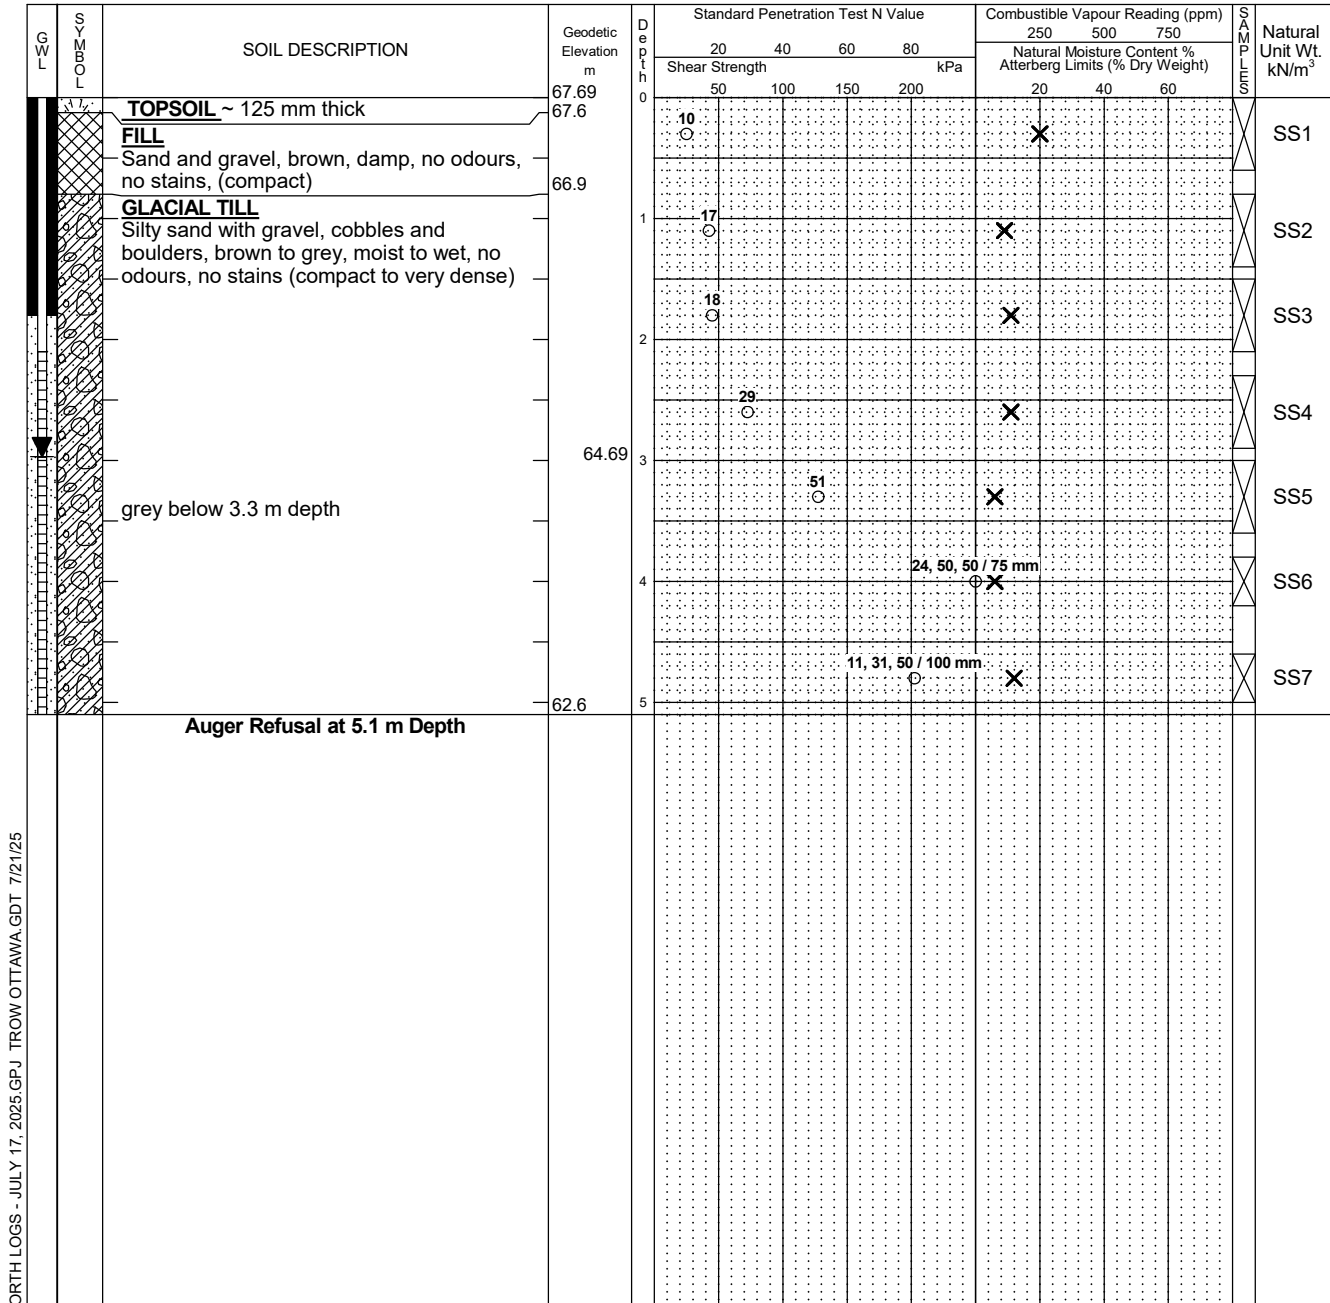 GWL
SYMBOL
SOIL DESCRIPTION
Geodetic
Elevation
m
67.69
Depth
0
Standard Penetration Test N Value
20 40 60 80
Shear Strength kPa
50 100 150 200
Combustible Vapour Reading (ppm)
250 500 750
Natural Moisture Content %
Atterberg Limits (% Dry Weight)
20 40 60
SAMPLES
Natural
Unit Wt.
kN/m³
TOPSOIL ~ 125 mm thick
67.6
10
SS1
FILL
Sand and gravel, brown, damp, no odours,
no stains, (compact)
66.9
GLACIAL TILL
Silty sand with gravel, cobbles and
boulders, brown to grey, moist to wet, no
odours, no stains (compact to very dense)
1
17
SS2
18
SS3
2
29
SS4
64.69
3
51
SS5
grey below 3.3 m depth
24, 50, 50 / 75 mm
4
SS6
11, 31, 50 / 100 mm
SS7
62.6
5
Auger Refusal at 5.1 m Depth
ORTH LOGS - JULY 17, 2025.GPJ TROW OTTAWA.GDT 7/21/25